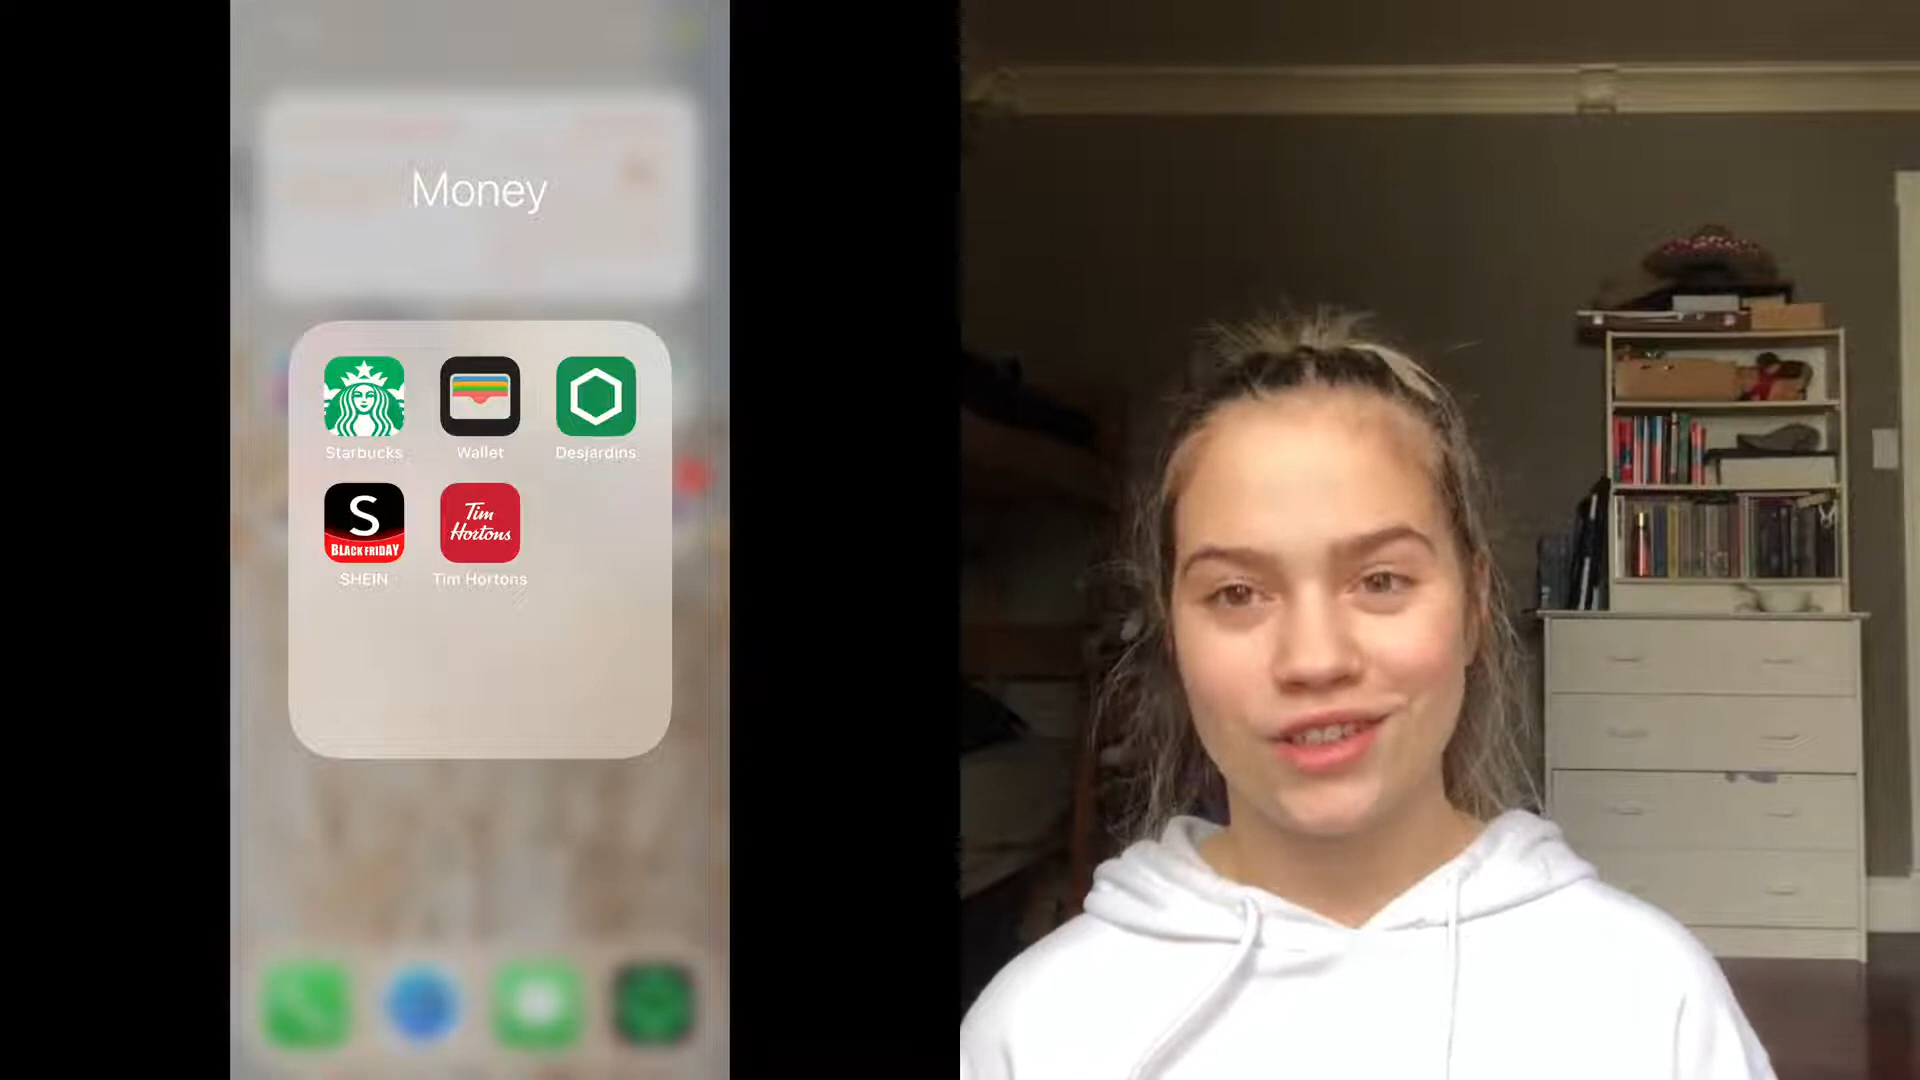 Money
Starbucks
Wallet
Desjardins
S
BLACK FRIDAY
SHEIN
Tim
Hortons
Tim Hortons